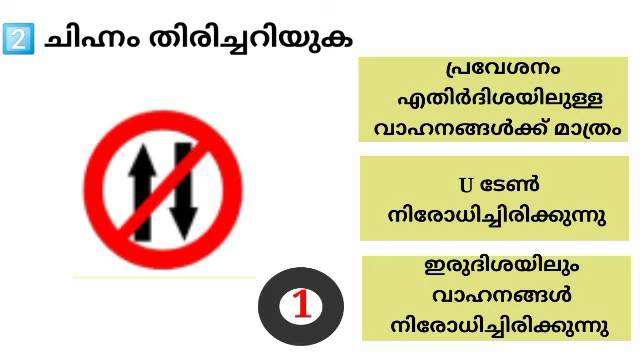 2 ചിഹ്നം തിരിച്ചറിയുക
പ്രവേശനം
എതിർദിശയിലുള്ള
വാഹനങ്ങൾക്ക് മാത്രം
U ടേൺ
നിരോധിച്ചിരിക്കുന്നു
ഇരുദിശയിലും
വാഹനങ്ങൾ
നിരോധിച്ചിരിക്കുന്നു
1